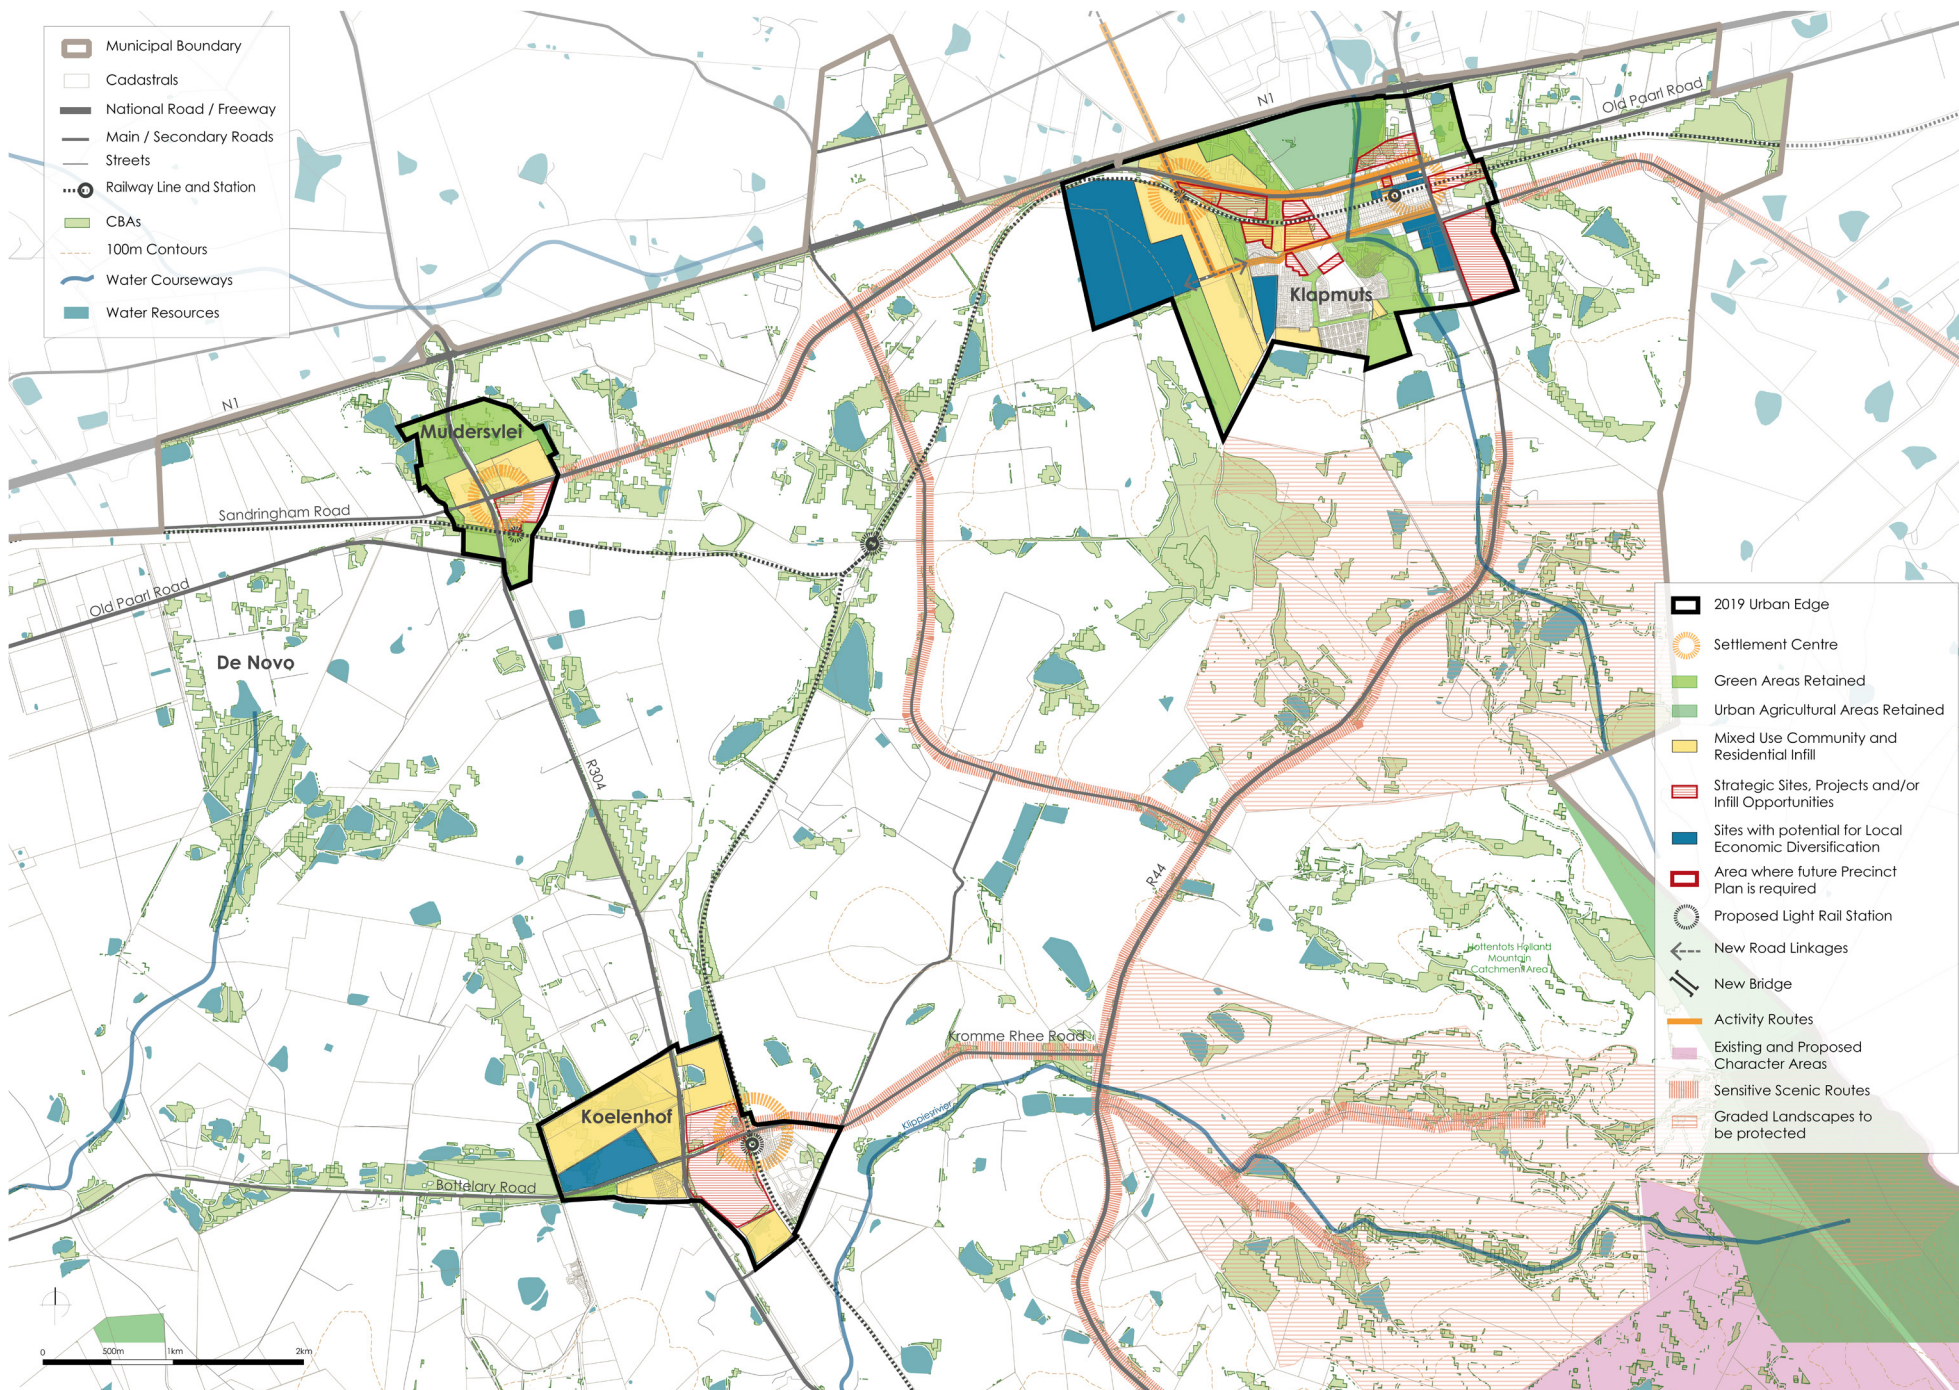 Municipal Boundary
Cadastrals
National Road / Freeway
Main / Secondary Roads
Streets
Railway Line and Station
CBAs
100m Contours
Water Courseways
Water Resources
N1
Old Paarl Road
Klapmuts
N1
Muldersvlei
Sandringham Road
Old Paarl Road
De Novo
R304
R44
Hottentots Holland
Mountain
Catchment Area
Kromme Rhee Road
Koelenhof
Klippiesrivier
Bottelary Road
2019 Urban Edge
Settlement Centre
Green Areas Retained
Urban Agricultural Areas Retained
Mixed Use Community and
Residential Infill
Strategic Sites, Projects and/or
Infill Opportunities
Sites with potential for Local
Economic Diversification
Area where future Precinct
Plan is required
Proposed Light Rail Station
New Road Linkages
New Bridge
Activity Routes
Existing and Proposed
Character Areas
Sensitive Scenic Routes
Graded Landscapes to
be protected
0 500m 1km 2km